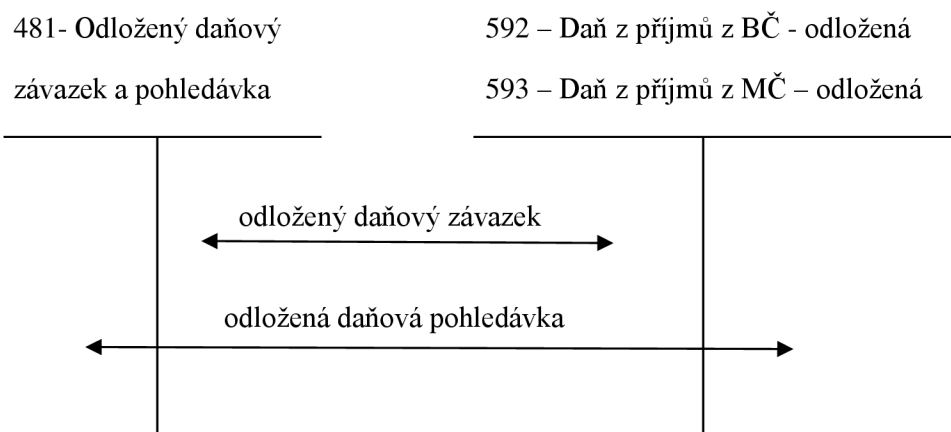 481- Odložený daňový
závazek a pohledávka
592 – Daň z příjmů z BČ - odložená
593 – Daň z příjmů z MČ – odložená
odložený daňový závazek
odložená daňová pohledávka